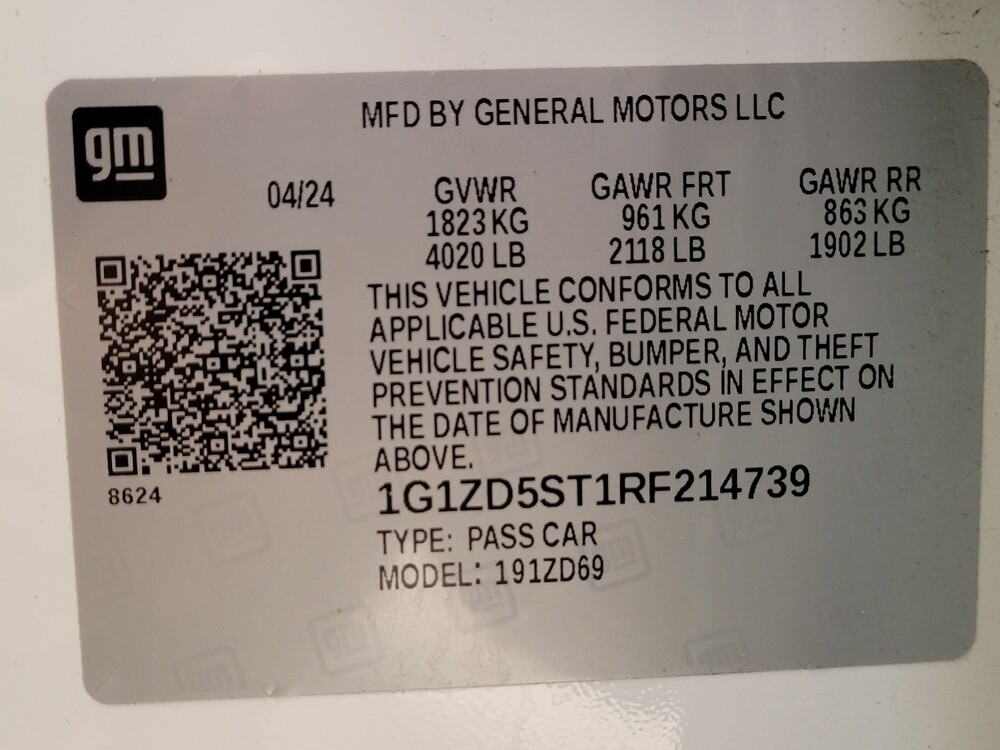 gm
MFD BY GENERAL MOTORS LLC
04/24 GVWR GAWR FRT GAWR RR
1823 KG 961 KG 863 KG
4020 LB 2118 LB 1902 LB
THIS VEHICLE CONFORMS TO ALL
APPLICABLE U.S. FEDERAL MOTOR
VEHICLE SAFETY, BUMPER, AND THEFT
PREVENTION STANDARDS IN EFFECT ON
THE DATE OF MANUFACTURE SHOWN
ABOVE.
8624
1G1ZD5ST1RF214739
TYPE: PASS CAR
MODEL: 191ZD69